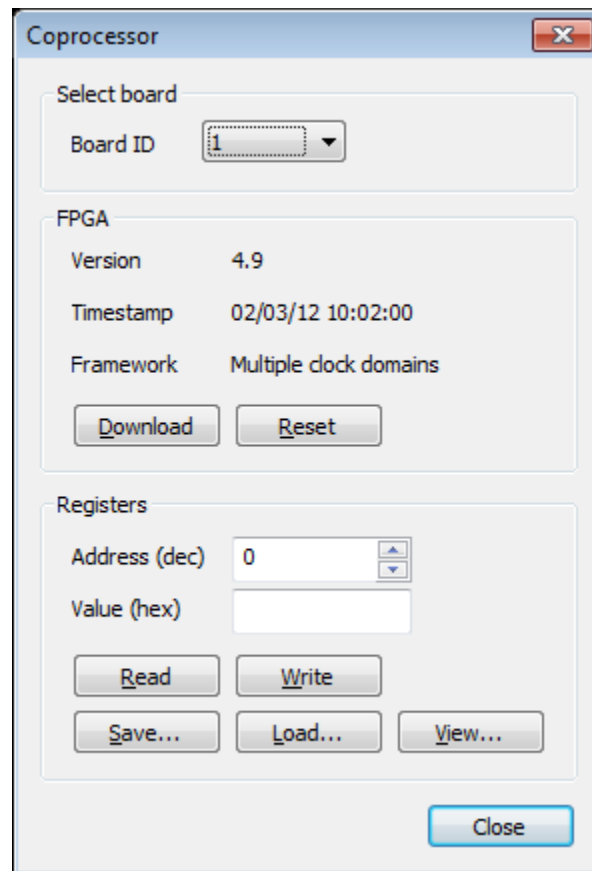 Coprocessor
Select board
Board ID 1
FPGA
Version 4.9
Timestamp 02/03/12 10:02:00
Framework Multiple clock domains
Download Reset
Registers
Address (dec) 0
Value (hex)
Read Write
Save... Load... View...
Close